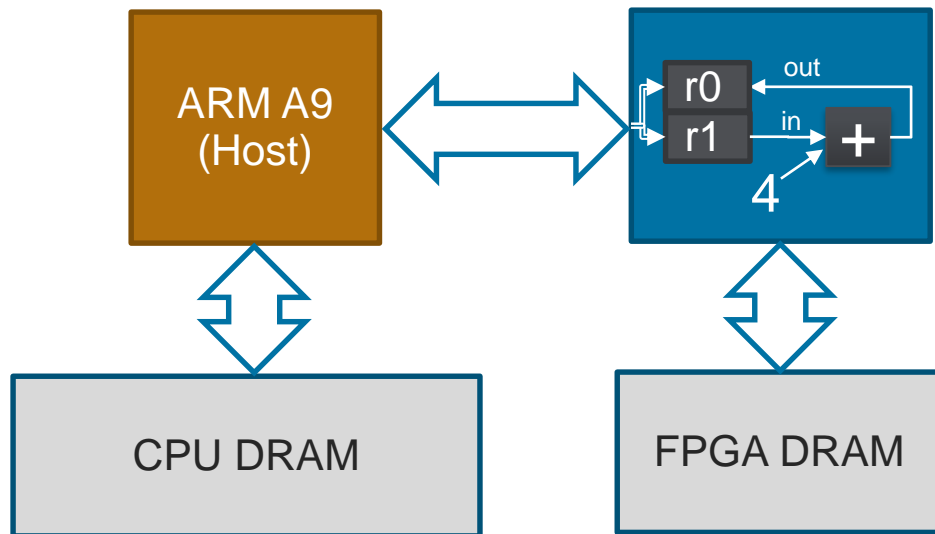 ARM A9
(Host)
r0
out
r1
in
+
4
CPU DRAM
FPGA DRAM